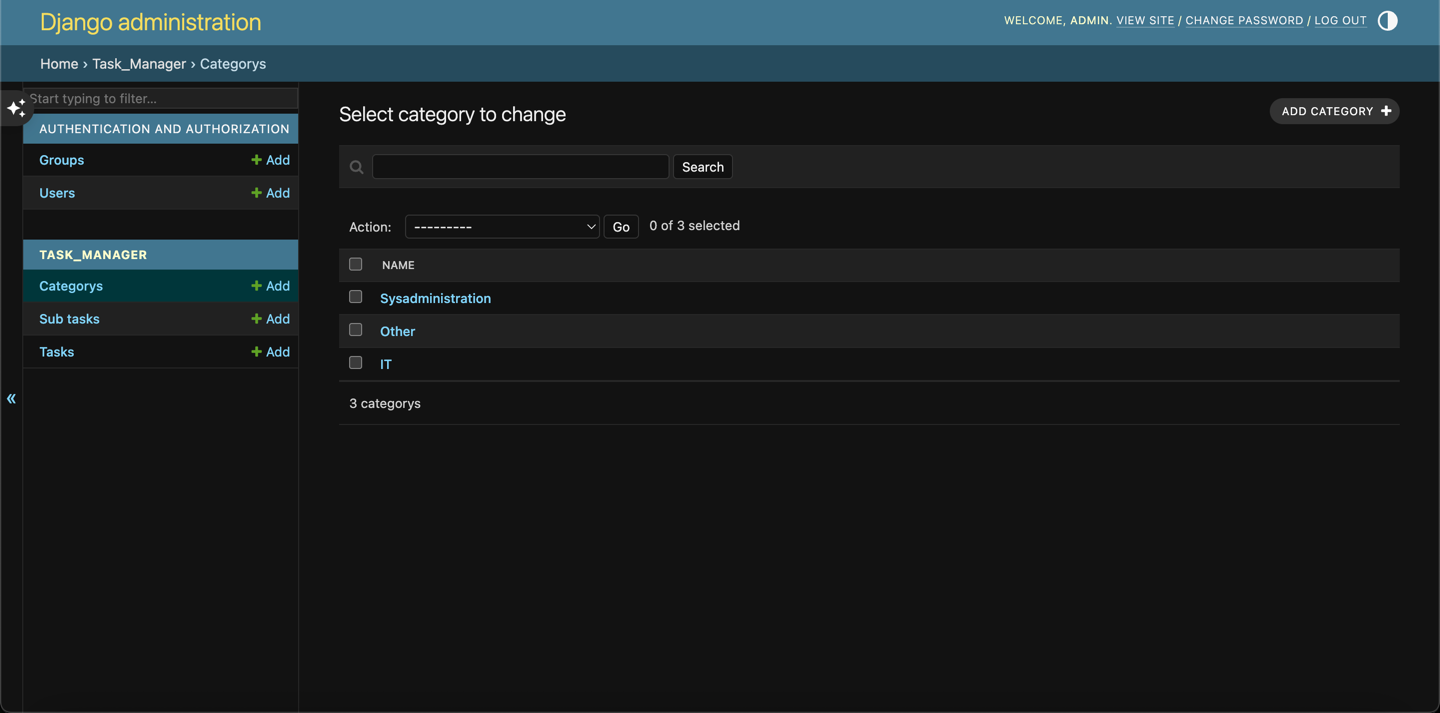 Django administration
WELCOME, ADMIN. VIEW SITE / CHANGE PASSWORD / LOG OUT
Home › Task_Manager › Categorys
Start typing to filter...
AUTHENTICATION AND AUTHORIZATION
Groups + Add
Users + Add
TASK_MANAGER
Categorys + Add
Sub tasks + Add
Tasks + Add
«
Select category to change
ADD CATEGORY +
Search
Action: --------- Go 0 of 3 selected
NAME
Sysadministration
Other
IT
3 categorys